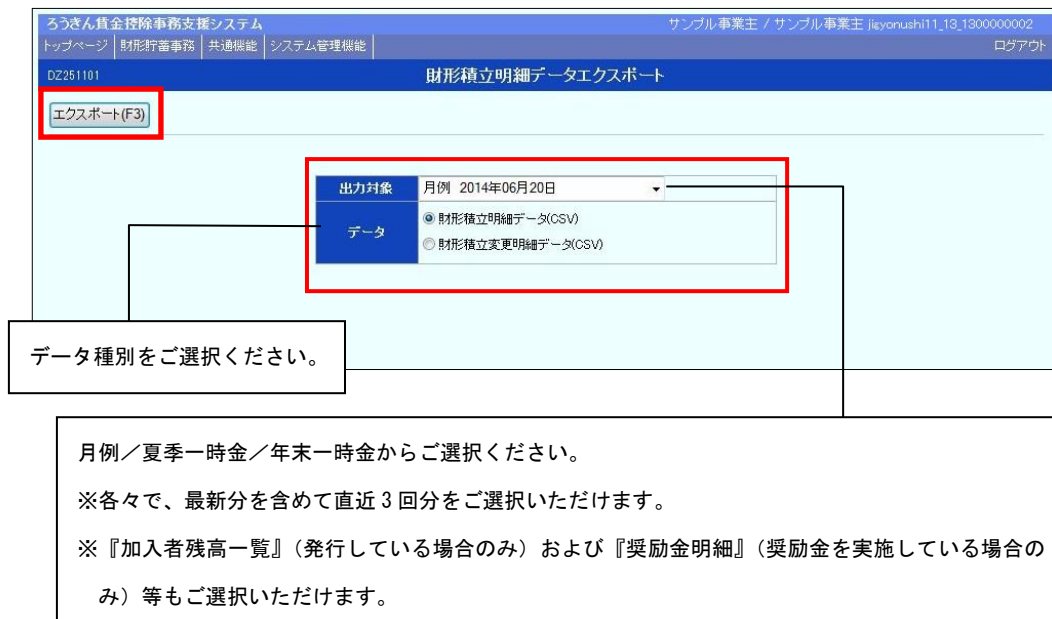 ろうきん賃金控除事務支援システム
サンプル事業主 / サンプル事業主 jigyonushi11_13_1300000002
トップページ 財形貯蓄事務 共通機能 システム管理機能
ログアウト
DZ251101
財形積立明細データエクスポート
エクスポート(F3)
出力対象 月例 2014年06月20日
データ
財形積立明細データ(CSV)
財形積立変更明細データ(CSV)
データ種別をご選択ください。
月例／夏季一時金／年末一時金からご選択ください。
※各々で、最新分を含めて直近3回分をご選択いただけます。
※『加入者残高一覧』（発行している場合のみ）および『奨励金明細』（奨励金を実施している場合の
み）等もご選択いただけます。